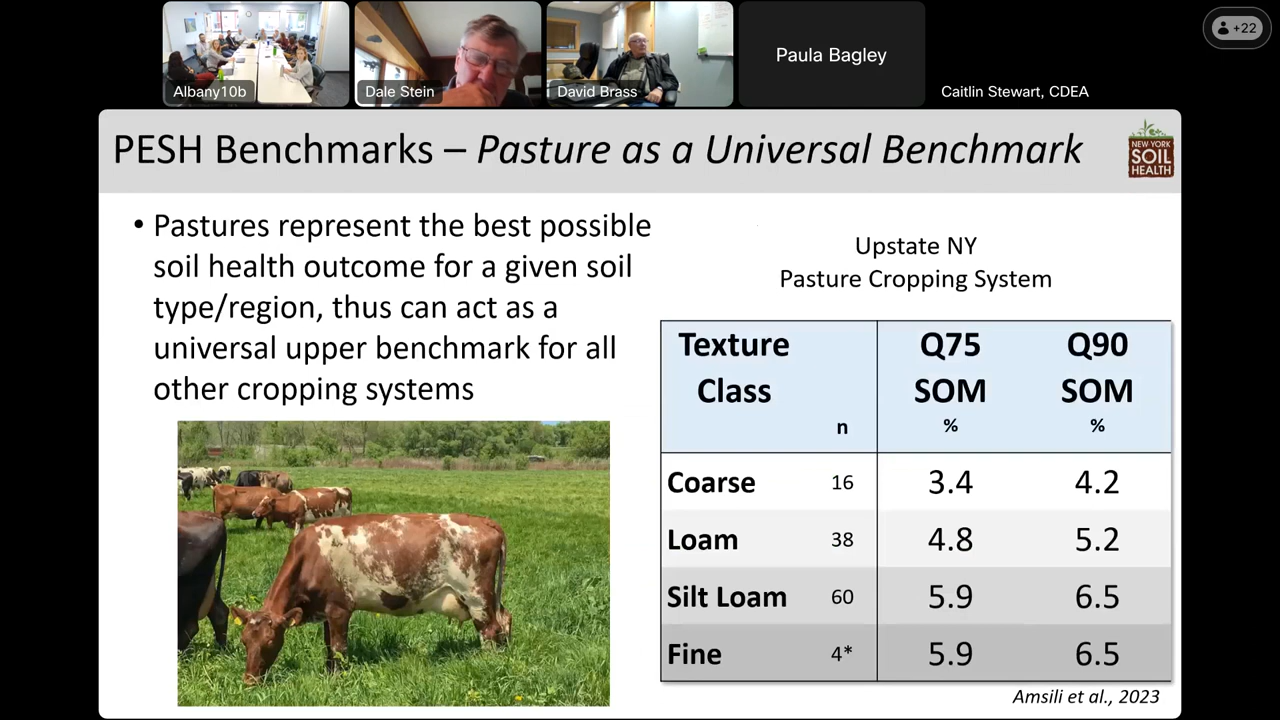 +22
Albany10b
Dale Stein
David Brass
Paula Bagley
Caitlin Stewart, CDEA
PESH Benchmarks – Pasture as a Universal Benchmark
NEW YORK
SOIL
HEALTH
• Pastures represent the best possible
soil health outcome for a given soil
type/region, thus can act as a
universal upper benchmark for all
other cropping systems
Upstate NY
Pasture Cropping System
Texture Class n Q75 SOM % Q90 SOM %
Coarse 16 3.4 4.2
Loam 38 4.8 5.2
Silt Loam 60 5.9 6.5
Fine 4* 5.9 6.5
Amsili et al., 2023